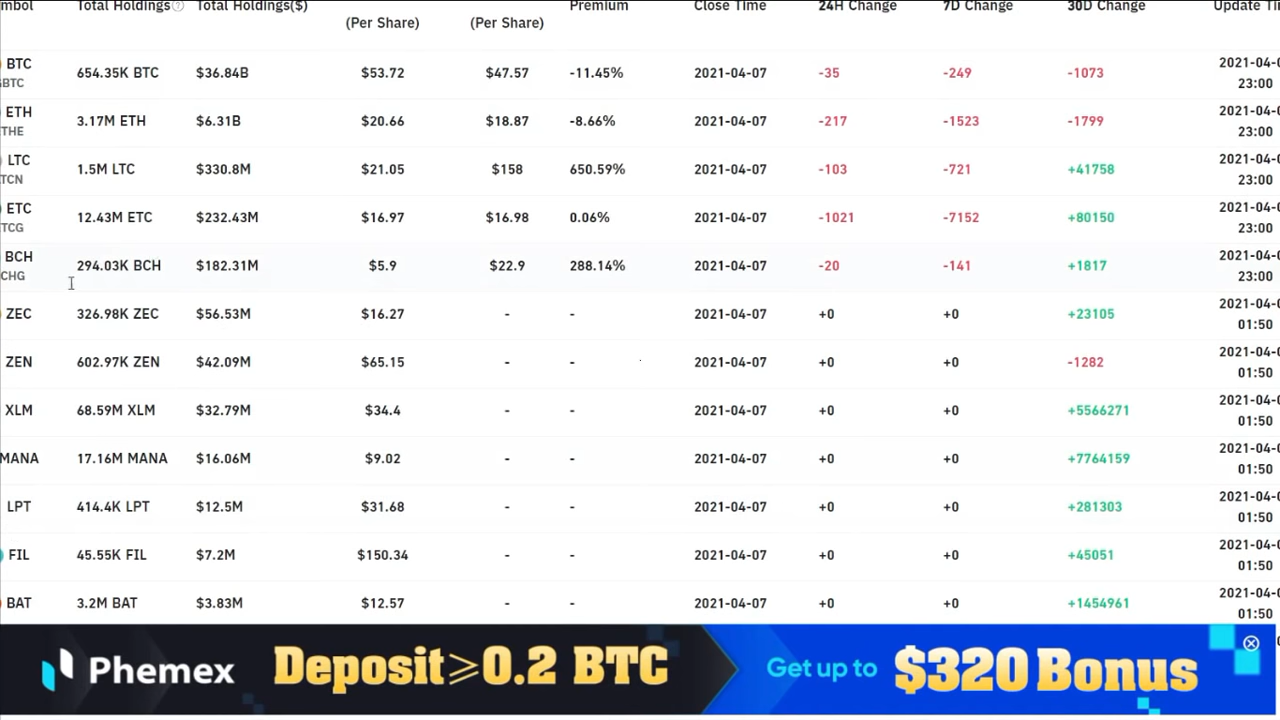 mbol Total Holdings Total Holdings($) (Per Share) (Per Share) Premium Close Time 24H Change 7D Change 30D Change Update Ti
BTC 654.35K BTC $36.84B $53.72 $47.57 -11.45% 2021-04-07 -35 -249 -1073 2021-04-0
BTC 23:00
ETH 3.17M ETH $6.31B $20.66 $18.87 -8.66% 2021-04-07 -217 -1523 -1799 2021-04-0
THE 23:00
LTC 1.5M LTC $330.8M $21.05 $158 650.59% 2021-04-07 -103 -721 +41758 2021-04-0
TCN 23:00
ETC 12.43M ETC $232.43M $16.97 $16.98 0.06% 2021-04-07 -1021 -7152 +80150 2021-04-0
TCG 23:00
BCH 294.03K BCH $182.31M $5.9 $22.9 288.14% 2021-04-07 -20 -141 +1817 2021-04-0
CHG 23:00
ZEC 326.98K ZEC $56.53M $16.27 - - 2021-04-07 +0 +0 +23105 2021-04-0
01:50
ZEN 602.97K ZEN $42.09M $65.15 - - 2021-04-07 +0 +0 -1282 2021-04-0
01:50
XLM 68.59M XLM $32.79M $34.4 - - 2021-04-07 +0 +0 +5566271 2021-04-0
01:50
MANA 17.16M MANA $16.06M $9.02 - - 2021-04-07 +0 +0 +7764159 2021-04-0
01:50
LPT 414.4K LPT $12.5M $31.68 - - 2021-04-07 +0 +0 +281303 2021-04-0
01:50
FIL 45.55K FIL $7.2M $150.34 - - 2021-04-07 +0 +0 +45051 2021-04-0
01:50
BAT 3.2M BAT $3.83M $12.57 - - 2021-04-07 +0 +0 +1454961 2021-04-0
01:50
Phemex Deposit⩾0.2 BTC Get up to $320 Bonus